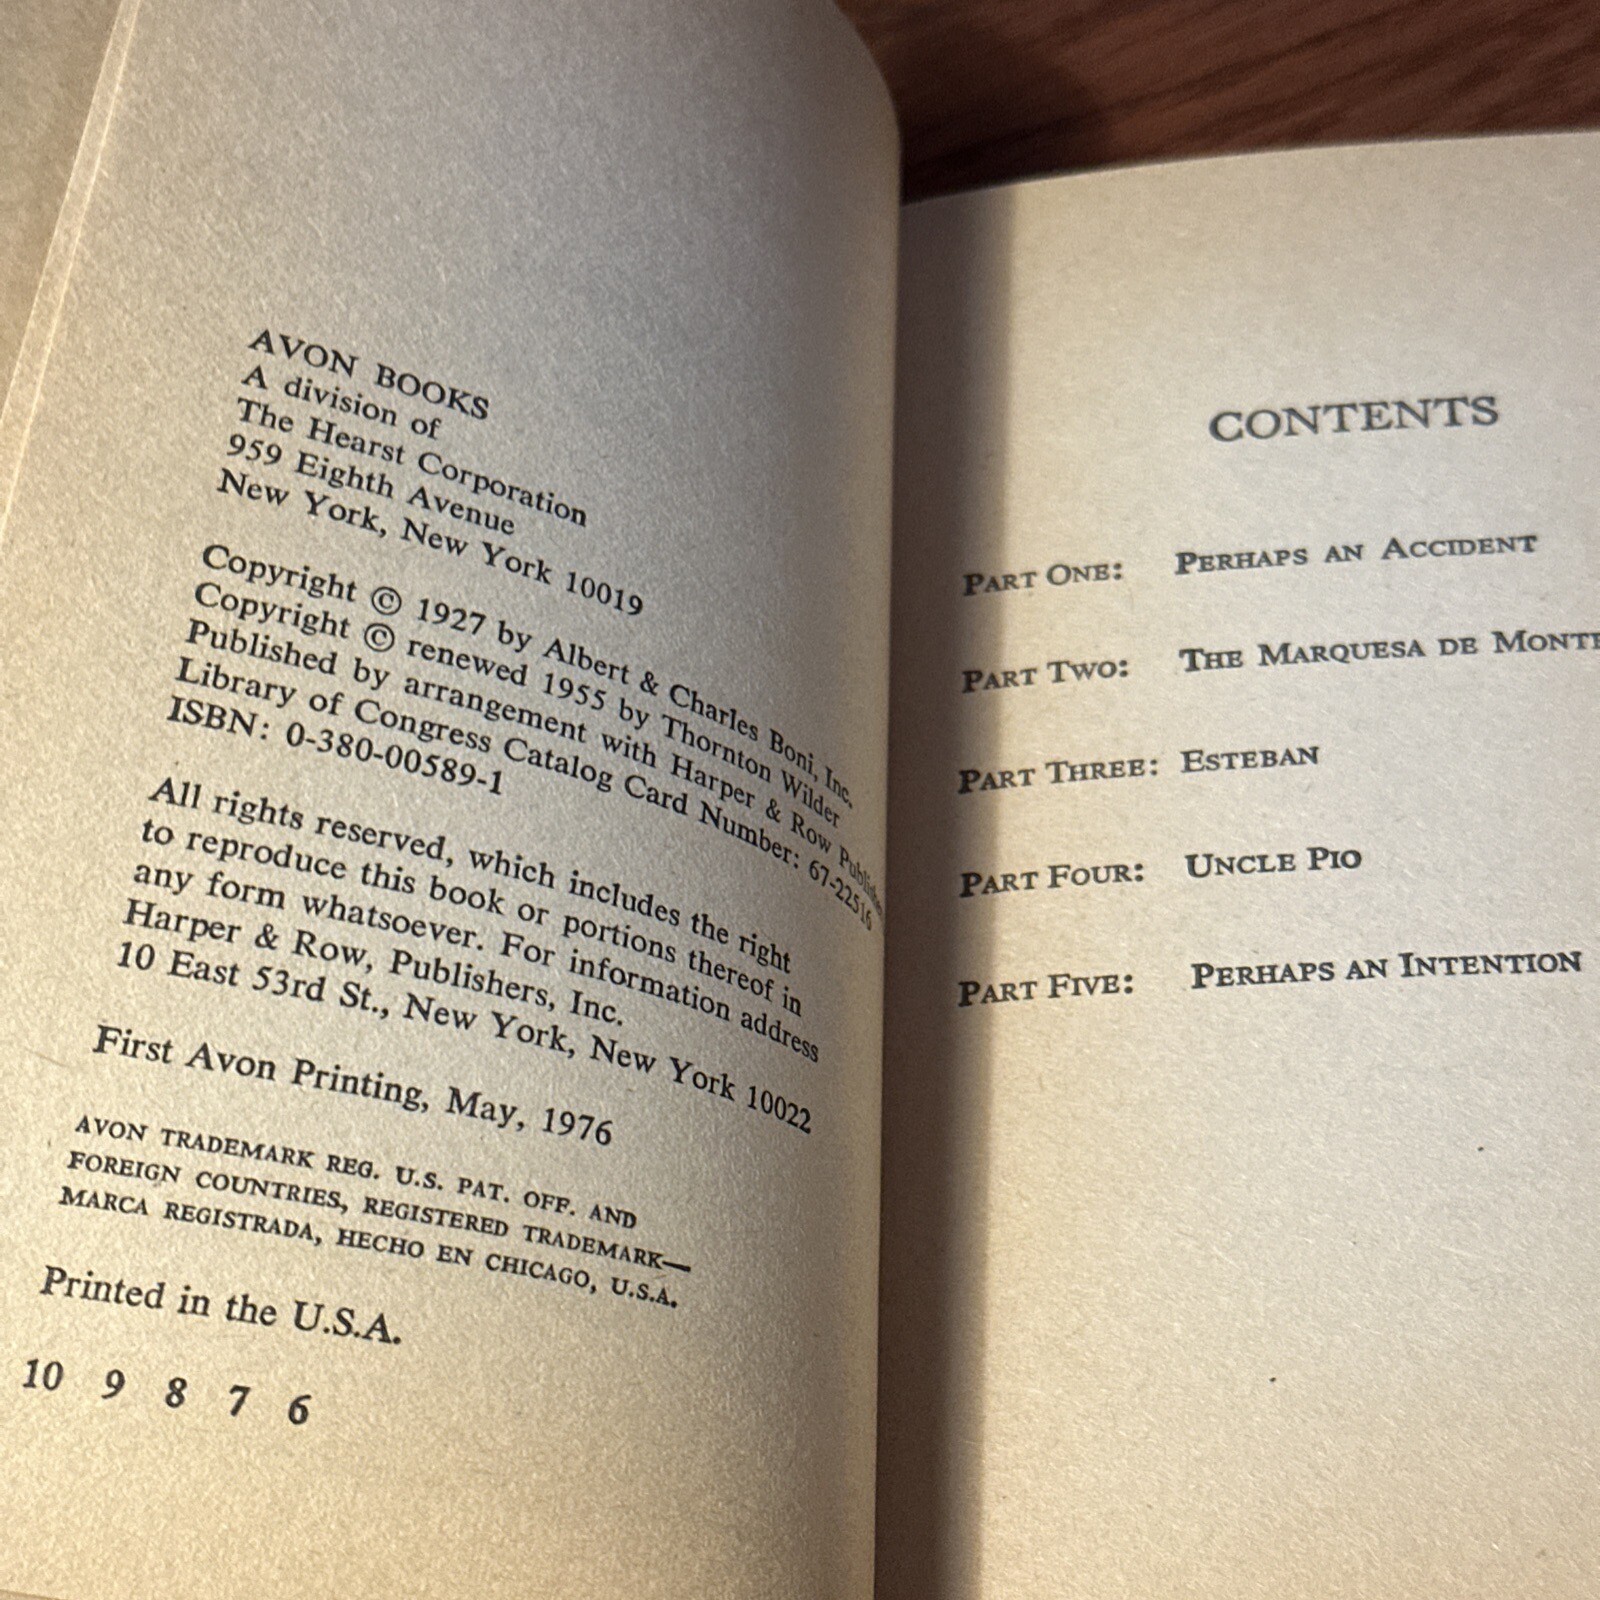 AVON BOOKS
A division of
The Hearst Corporation
959 Eighth Avenue
New York, New York 10019
Copyright © 1927 by Albert & Charles Boni, Inc.
Copyright © renewed 1955 by Thornton Wilder
Published by arrangement with Harper & Row
Library of Congress Catalog Card Number: 67-22516
ISBN: 0-380-00589-1
All rights reserved, which includes the right
to reproduce this book or portions thereof in
any form whatsoever. For information address
Harper & Row, Publishers, Inc.
10 East 53rd St., New York, New York 10022
First Avon Printing, May, 1976
AVON TRADEMARK REG. U.S. PAT. OFF. AND
FOREIGN COUNTRIES, REGISTERED TRADEMARK—
MARCA REGISTRADA, HECHO EN CHICAGO, U.S.A.
Printed in the U.S.A.
10 9 8 7 6
CONTENTS
PART ONE: PERHAPS AN ACCIDENT
PART TWO: THE MARQUESA DE
PART THREE: ESTEBAN
PART FOUR: UNCLE PIO
PART FIVE: PERHAPS AN INTENTION